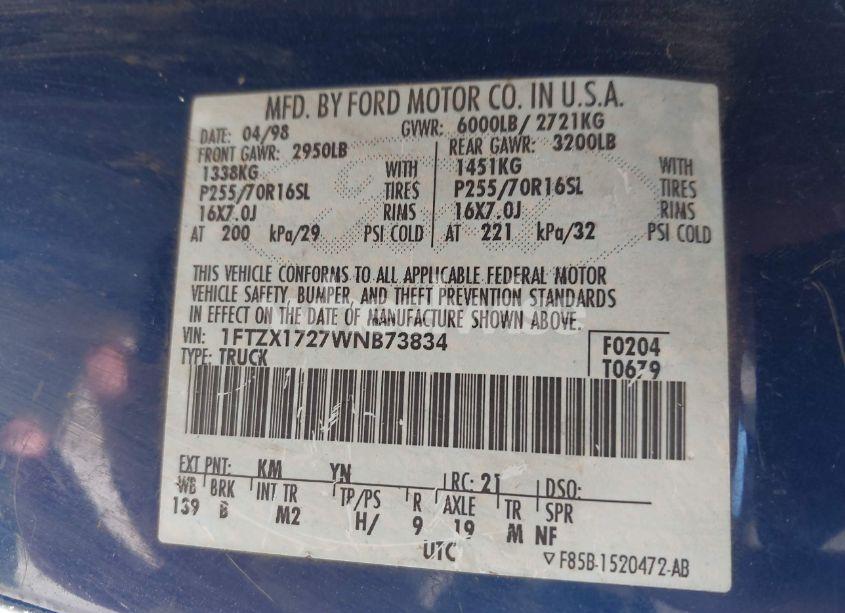 MFD. BY FORD MOTOR CO. IN U.S.A.
DATE: 04/98 GVWR: 6000LB/ 2721KG
FRONT GAWR: 2950LB REAR GAWR: 3200LB
1338KG WITH 1451KG WITH
P255/70R16SL TIRES P255/70R16SL TIRES
16X7.0J RIMS 16X7.0J RIMS
AT 200 kPa/29 PSI COLD AT 221 kPa/32 PSI COLD
THIS VEHICLE CONFORMS TO ALL APPLICABLE FEDERAL MOTOR
VEHICLE SAFETY, BUMPER, AND THEFT PREVENTION STANDARDS
IN EFFECT ON THE DATE OF MANUFACTURE SHOWN ABOVE.
VIN: 1FTZX1727WNB73834 F0204
TYPE: TRUCK T0679
EXT PNT: KM YN RC: 21 DSO:
WB BRK INT TR TP/PS R AXLE TR SPR
139 B M2 H/ 9 19 M NF
UTC ▽F85B-1520472-AB